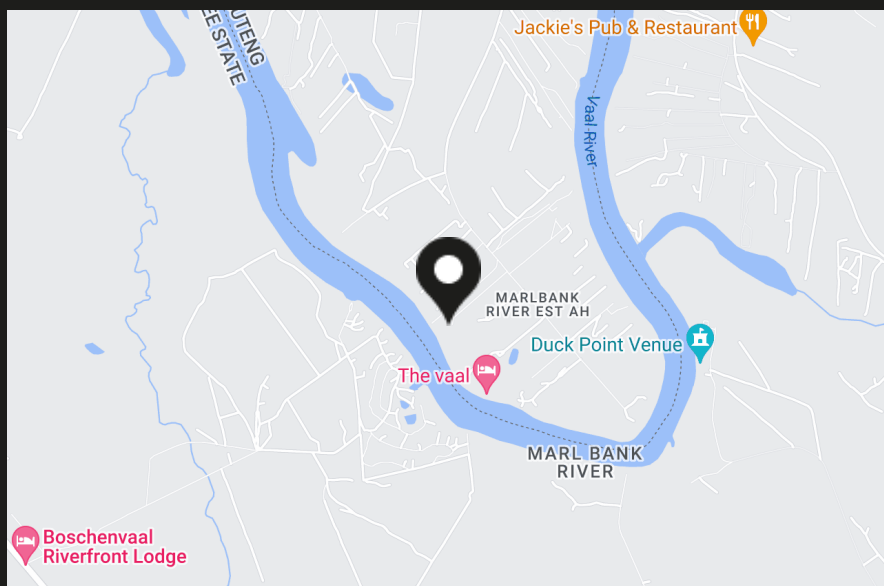 UTENG
EE STATE
Jackie's Pub & Restaurant
Vaal River
MARLBANK
RIVER EST AH
Duck Point Venue
The vaal
MARL BANK
RIVER
Boschenvaal
Riverfront Lodge